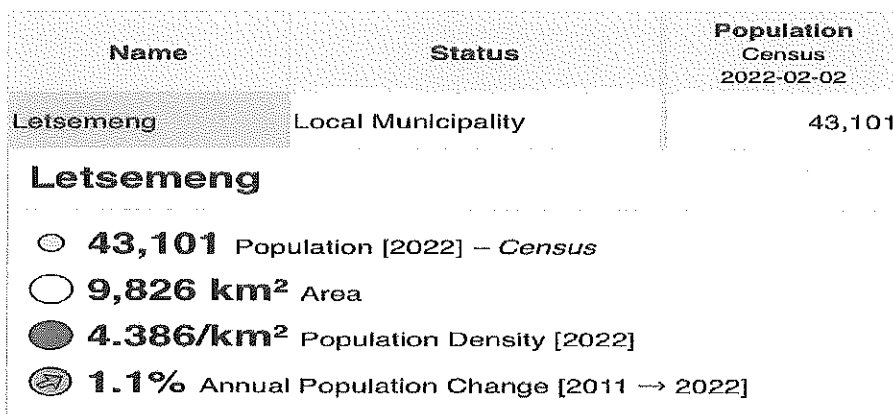 Name Status Population
Census
2022-02-02
Letsemeng Local Municipality 43,101
Letsemeng
43,101 Population [2022] – Census
9,826 km² Area
4.386/km² Population Density [2022]
1.1% Annual Population Change [2011 → 2022]